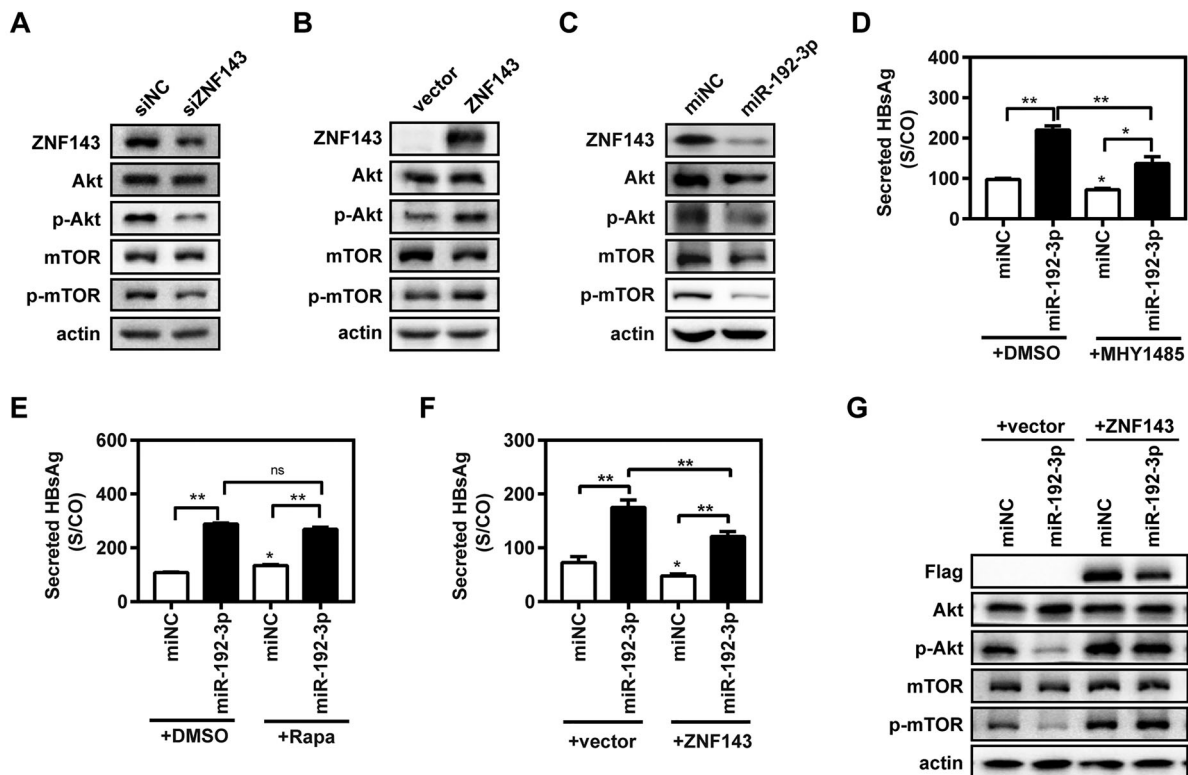 A
siNC
siZNF143
ZNF143
Akt
p-Akt
mTOR
p-mTOR
actin
B
vector
ZNF143
ZNF143
Akt
p-Akt
mTOR
p-mTOR
actin
C
miNC
miR-192-3p
ZNF143
Akt
p-Akt
mTOR
p-mTOR
actin
D
Secreted HBsAg
(S/CO)
400
300
200
100
0
**
**
*
*
miNC
miR-192-3p
miNC
miR-192-3p
+DMSO
+MHY1485
E
Secreted HBsAg
(S/CO)
600
400
200
0
ns
**
**
*
miNC
miR-192-3p
miNC
miR-192-3p
+DMSO
+Rapa
F
Secreted HBsAg
(S/CO)
300
200
100
0
**
**
**
*
miNC
miR-192-3p
miNC
miR-192-3p
+vector
+ZNF143
G
+vector
+ZNF143
miNC
miR-192-3p
miNC
miR-192-3p
Flag
Akt
p-Akt
mTOR
p-mTOR
actin